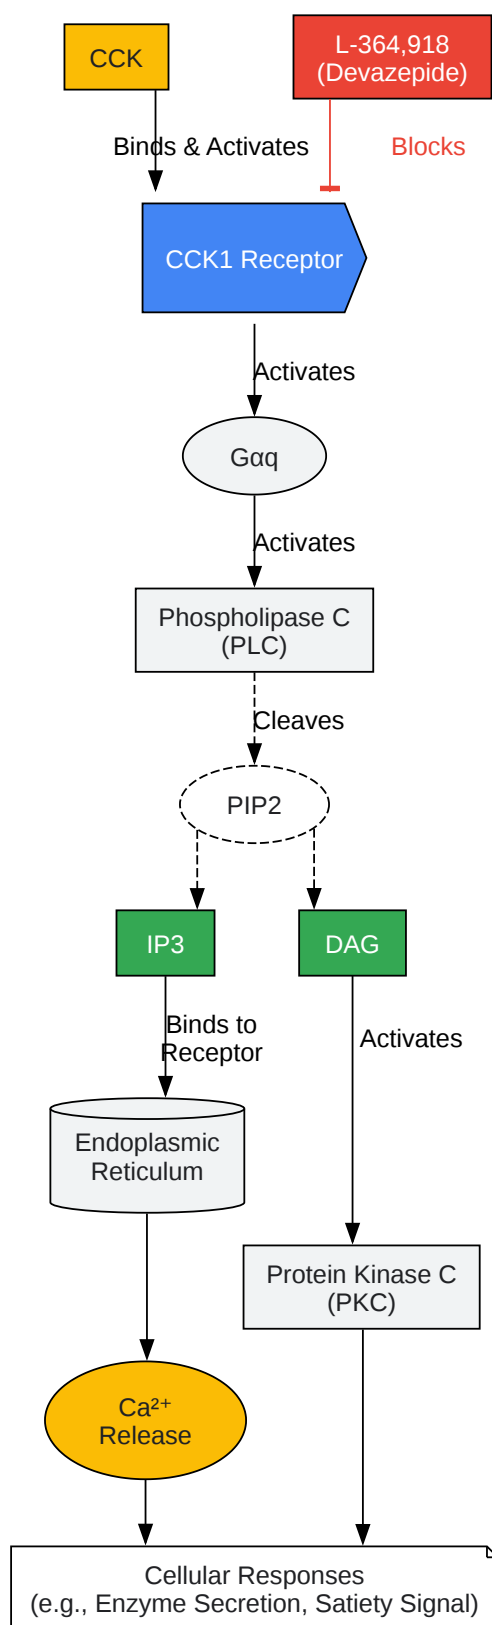 CCK
L-364,918
(Devazepide)
Binds & Activates
Blocks
CCK1 Receptor
Activates
Gαq
Activates
Phospholipase C
(PLC)
Cleaves
PIP2
IP3
DAG
Binds to
Receptor
Activates
Endoplasmic
Reticulum
Protein Kinase C
(PKC)
Ca²⁺
Release
Cellular Responses
(e.g., Enzyme Secretion, Satiety Signal)